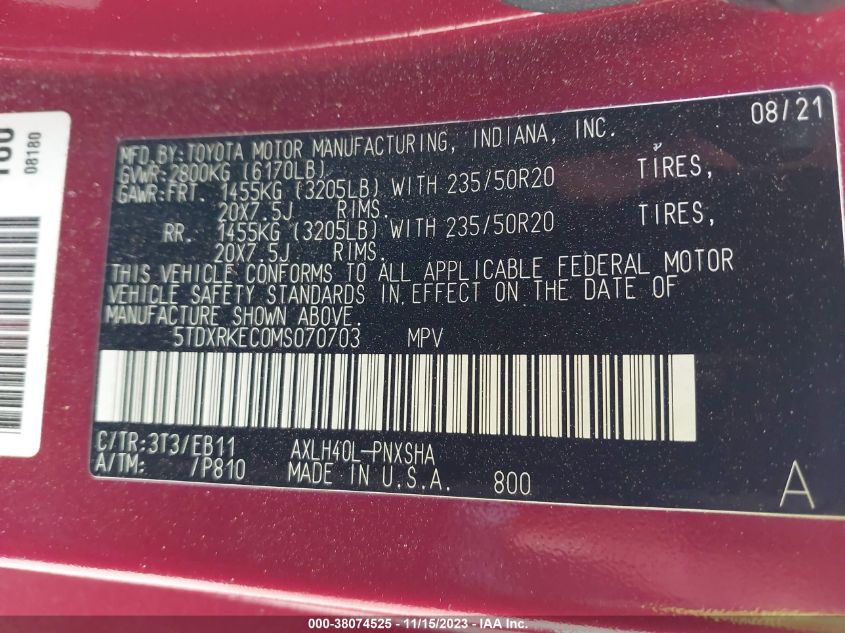 08/21
MFD.BY:TOYOTA MOTOR MANUFACTURING, INDIANA, INC.
GVWR:2800KG (6170LB)
GAWR:FRT. 1455KG (3205LB) WITH 235/50R20 TIRES,
20X7.5J RIMS.
RR. 1455KG (3205LB) WITH 235/50R20 TIRES,
20X7.5J RIMS.
THIS VEHICLE CONFORMS TO ALL APPLICABLE FEDERAL MOTOR
VEHICLE SAFETY STANDARDS IN EFFECT ON THE DATE OF
MANUFACTURE SHOWN ABOVE.
5TDXRKEC0MS070703 MPV
C/TR:3T3/EB11 AXLH40L-PNXSHA
A/TM: /P810 MADE IN U.S.A. 800
A
08180
000-38074525 - 11/15/2023 - IAA Inc.